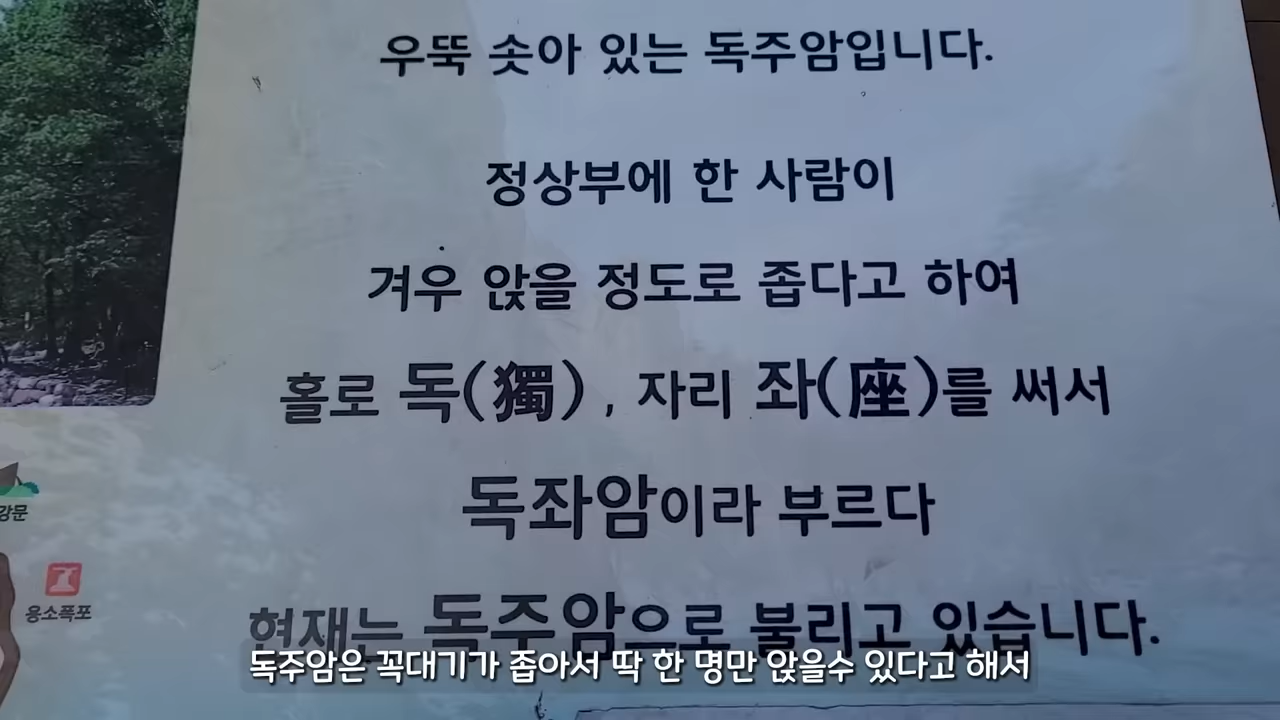 우뚝 솟아 있는 독주암입니다.
정상부에 한 사람이
겨우 앉을 정도로 좁다고 하여
홀로 독(獨) , 자리 좌(座)를 써서
독좌암이라 부르다
현재는 독주암으로 불리고 있습니다.
강문
용소폭포
독주암은 꼭대기가 좁아서 딱 한 명만 앉을수 있다고 해서